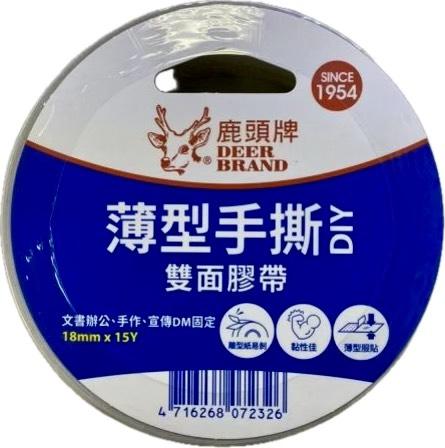 SINCE
1954
鹿頭牌
®
DEER
BRAND
薄型手撕DIY
雙面膠帶
文書辦公、手作、宣傳DM固定
18mm x 15Y
離型紙易剝
黏性佳
薄型服貼
4 716268 072326